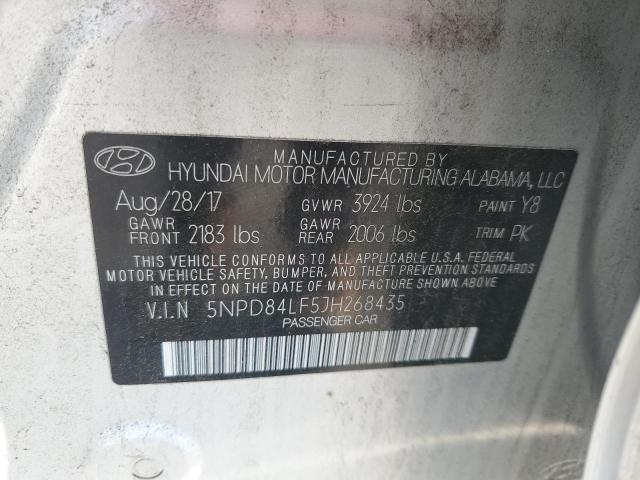 MANUFACTURED BY
HYUNDAI MOTOR MANUFACTURING ALABAMA, LLC
Aug/28/17 GVWR 3924 lbs PAINT Y8
GAWR FRONT 2183 lbs GAWR REAR 2006 lbs TRIM PK
THIS VEHICLE CONFORMS TO ALL APPLICABLE U.S.A. FEDERAL
MOTOR VEHICLE SAFETY, BUMPER, AND THEFT PREVENTION STANDARDS
IN EFFECT ON THE DATE OF MANUFACTURE SHOWN ABOVE.
V.I.N 5NPD84LF5JH268435
PASSENGER CAR